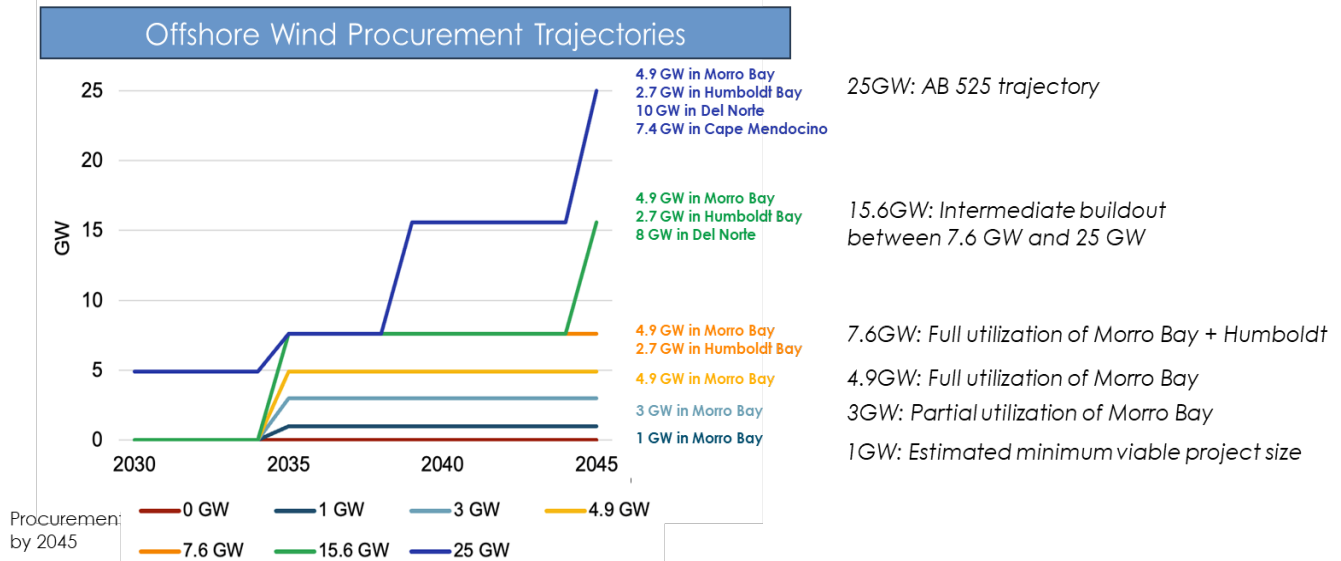 Offshore Wind Procurement Trajectories
4.9 GW in Morro Bay
2.7 GW in Humboldt Bay
10 GW in Del Norte
7.4 GW in Cape Mendocino
25GW: AB 525 trajectory
4.9 GW in Morro Bay
2.7 GW in Humboldt Bay
8 GW in Del Norte
15.6GW: Intermediate buildout
between 7.6 GW and 25 GW
4.9 GW in Morro Bay
2.7 GW in Humboldt Bay
7.6GW: Full utilization of Morro Bay + Humboldt
4.9 GW in Morro Bay
4.9GW: Full utilization of Morro Bay
3 GW in Morro Bay
3GW: Partial utilization of Morro Bay
1 GW in Morro Bay
1GW: Estimated minimum viable project size
GW
25
20
15
10
5
0
2030 2035 2040 2045
Procurement
by 2045
0 GW 1 GW 3 GW 4.9 GW
7.6 GW 15.6 GW 25 GW